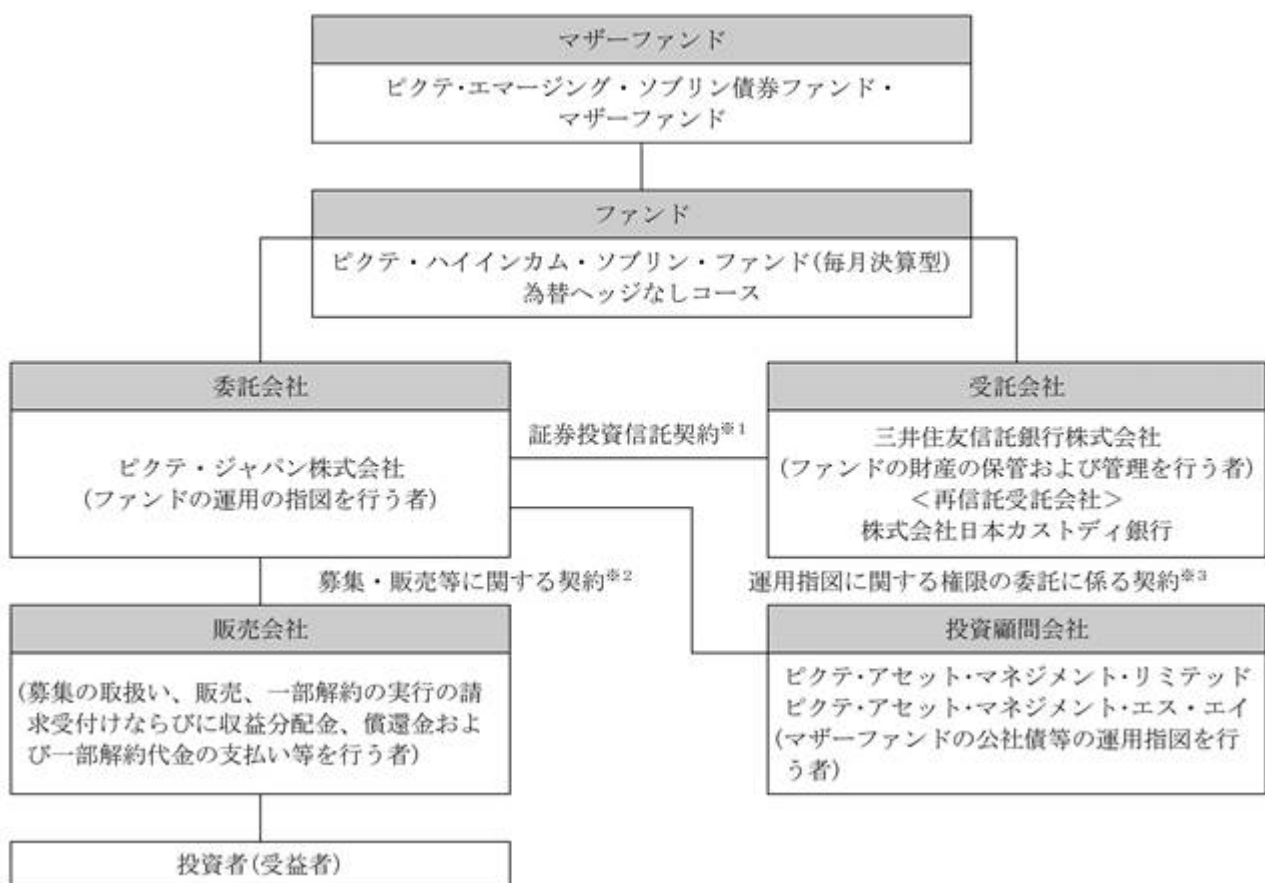 マザーファンド
ピクテ・エマージング・ソブリン債券ファンド・
マザーファンド
ファンド
ピクテ・ハイインカム・ソブリン・ファンド(毎月決算型)
為替ヘッジなしコース
委託会社
ピクテ・ジャパン株式会社
(ファンドの運用の指図を行う者)
証券投資信託契約※1
受託会社
三井住友信託銀行株式会社
(ファンドの財産の保管および管理を行う者)
＜再信託受託会社＞
株式会社日本カストディ銀行
募集・販売等に関する契約※2
運用指図に関する権限の委託に係る契約※3
販売会社
(募集の取扱い、販売、一部解約の実行の請
求受付けならびに収益分配金、償還金およ
び一部解約代金の支払い等を行う者)
投資顧問会社
ピクテ・アセット・マネジメント・リミテッド
ピクテ・アセット・マネジメント・エス・エイ
(マザーファンドの公社債等の運用指図を行
う者)
投資者(受益者)